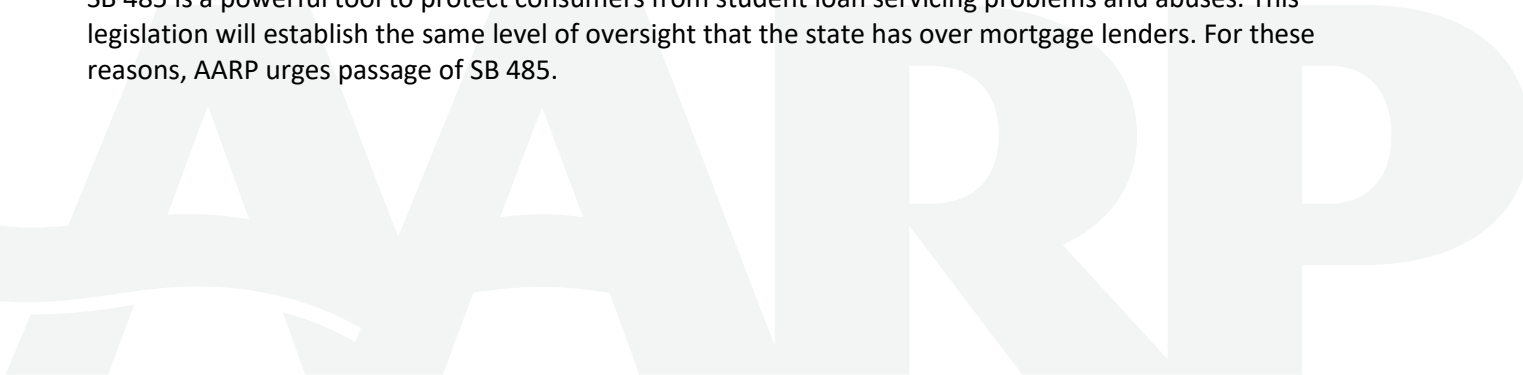 SB 485 is a powerful tool to protect consumers from student loan servicing problems and abuses. This
legislation will establish the same level of oversight that the state has over mortgage lenders. For these
reasons, AARP urges passage of SB 485.
AARP